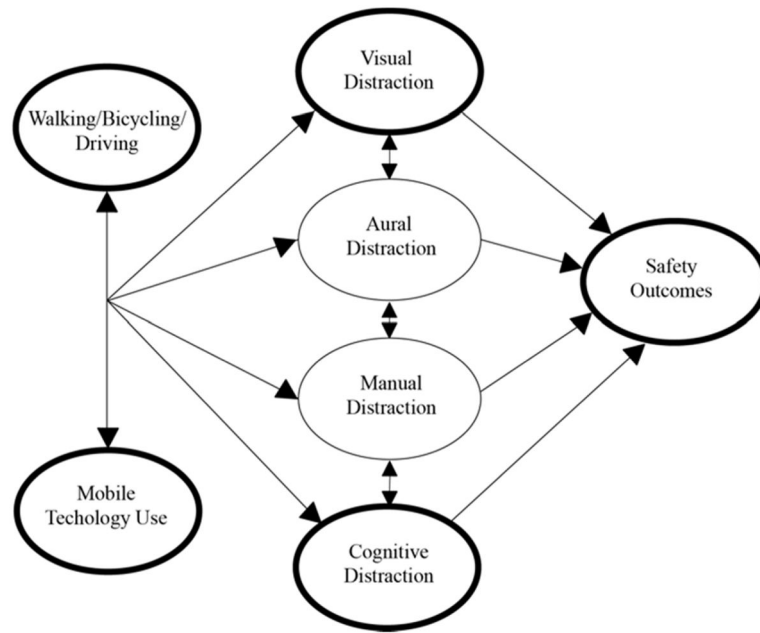 Visual
Distraction
Walking/Bicycling/
Driving
Aural
Distraction
Safety
Outcomes
Manual
Distraction
Mobile
Techology Use
Cognitive
Distraction